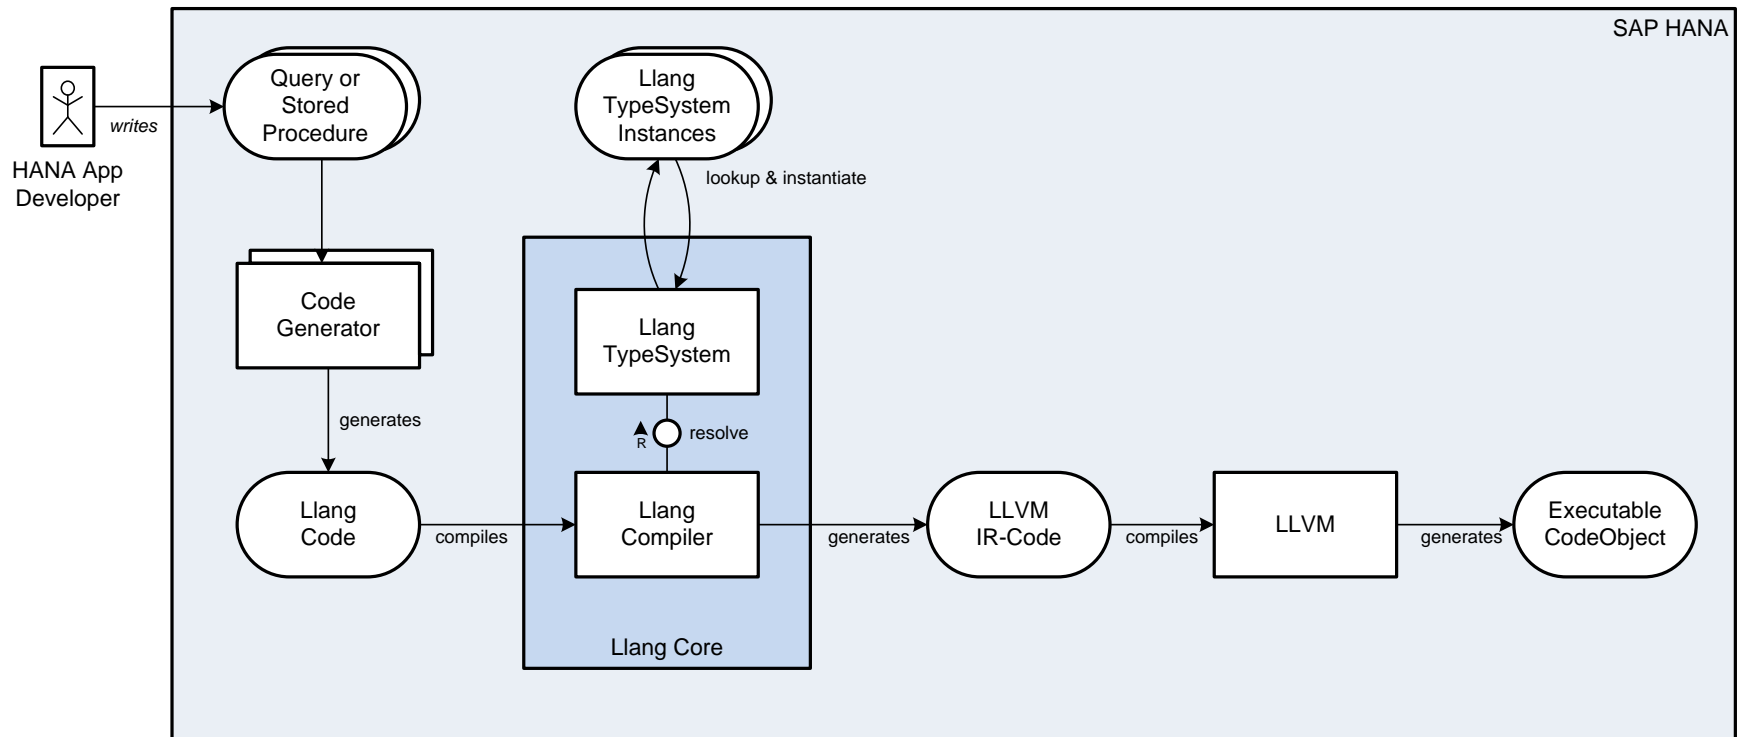 SAP HANA
Query or
Stored
Procedure
Llang
TypeSystem
Instances
writes
HANA App
Developer
lookup & instantiate
Code
Generator
Llang
TypeSystem
generates
R
resolve
Llang
Code
compiles
Llang
Compiler
generates
LLVM
IR-Code
compiles
LLVM
generates
Executable
CodeObject
Llang Core